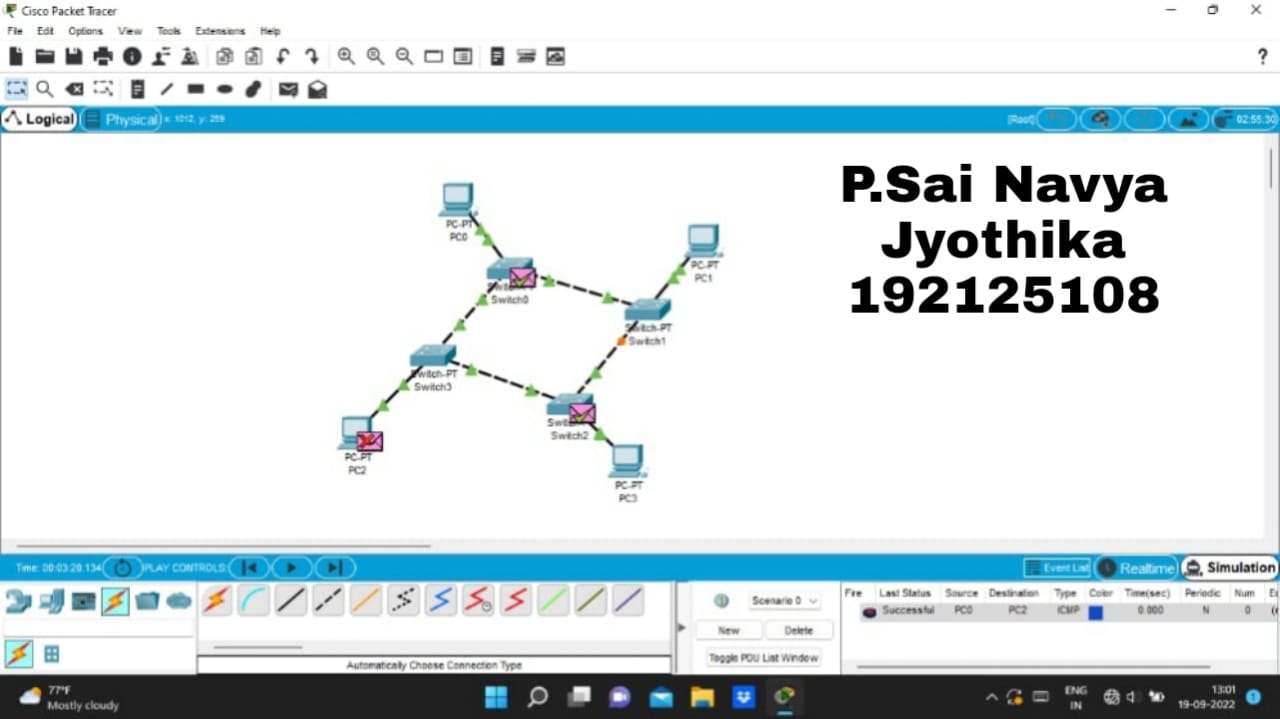 Cisco Packet Tracer
File Edit Options View Tools Extensions Help
?
Logical Physical x: 1012, y: 259 [Root] 02:55:30
P.Sai Navya
Jyothika
192125108
PC-PT
PC0
PC-PT
PC1
Switch0
Switch-PT
Switch1
Switch-PT
Switch3
Switch2
PC-PT
PC2
PC-PT
PC3
Time: 00:03:20.134 PLAY CONTROLS: Event List Realtime Simulation
Scenario 0
New Delete
Toggle PDU List Window
Fire Last Status Source Destination Type Color Time(sec) Periodic Num
Successful PC0 PC2 ICMP 0.000 N 0
Automatically Choose Connection Type
77°F
Mostly cloudy
ENG
IN
13:01
19-09-2022
1